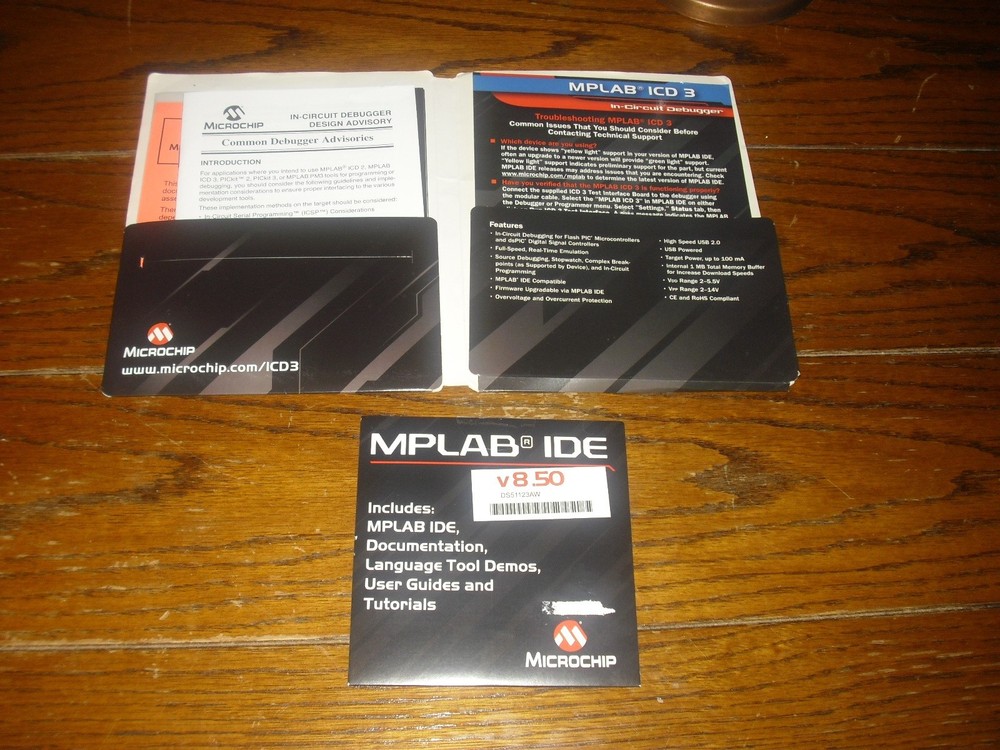 M
This
docu
assi
Thank
depe
MICROCHIP
IN-CIRCUIT DEBUGGER
DESIGN ADVISORY
Common Debugger Advisories
INTRODUCTION
For applications where you intend to use MPLAB® ICD 2, MPLAB
ICD 3, PICkit™ 2, PICkit 3, or MPLAB PM3 tools for programming or
debugging, you should consider the following guidelines and imple-
mentation considerations to ensure proper interfacing to the various
development tools.
These implementation methods on the target should be considered:
• In-Circuit Serial Programming™ (ICSP™) Considerations
MICROCHIP
www.microchip.com/ICD3
MPLAB® ICD 3
In-Circuit Debugger
Troubleshooting MPLAB® ICD 3
Common Issues That You Should Consider Before
Contacting Technical Support
Which device are you using?
If the device shows "yellow light" support in your version of MPLAB IDE,
often an upgrade to a newer version will provide "green light" support.
"Yellow light" support indicates preliminary support for the part, but current
MPLAB IDE releases may address issues that you are encountering. Check
www.microchip.com/mplab to determine the latest version of MPLAB IDE.
Have you verified that the MPLAB ICD 3 is functioning properly?
Connect the supplied ICD 3 Test Interface Board to the debugger using
the modular cable. Select the "MPLAB ICD 3" in MPLAB IDE on either
the Debugger or Programmer menu. Select "Settings," Status tab, then
Features
• In-Circuit Debugging for Flash PIC® Microcontrollers
and dsPIC® Digital Signal Controllers
• Full-Speed, Real-Time Emulation
• Source Debugging, Stopwatch, Complex Break-
points (as Supported by Device), and In-Circuit
Programming
• MPLAB® IDE Compatible
• Firmware Upgradable via MPLAB IDE
• Overvoltage and Overcurrent Protection
• High Speed USB 2.0
• USB Powered
• Target Power, up to 100 mA
• Internal 1 MB Total Memory Buffer
for Increased Download Speeds
• VDD Range 2–5.5V
• VPP Range 2–14V
• CE and RoHS Compliant
MPLAB® IDE
v 8.50
DS51123AW
Includes:
MPLAB IDE,
Documentation,
Language Tool Demos,
User Guides and
Tutorials
MICROCHIP